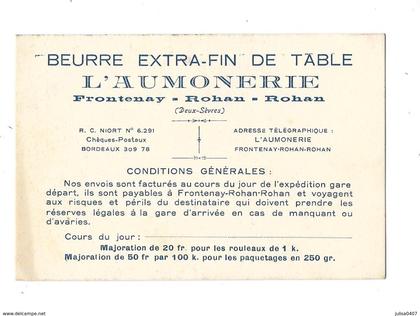 BEURRE EXTRA-FIN DE TABLE
L'AUMONERIE
Frontenay - Rohan - Rohan
(Deux-Sèvres)
R. C. NIORT N° 6.291
Chèques-Postaux
BORDEAUX 309 78
ADRESSE TÉLÉGRAPHIQUE :
L'AUMONERIE
FRONTENAY-ROHAN-ROHAN
CONDITIONS GÉNÉRALES :
Nos envois sont facturés au cours du jour de l'expédition gare
départ, ils sont payables à Frontenay-Rohan-Rohan et voyagent
aux risques et périls du destinataire qui doivent prendre les
réserves légales à la gare d'arrivée en cas de manquant ou
d'avaries.
Cours du jour :
Majoration de 20 fr. pour les rouleaux de 1 k.
Majoration de 50 fr par 100 k. pour les paquetages en 250 gr.
julisa0407